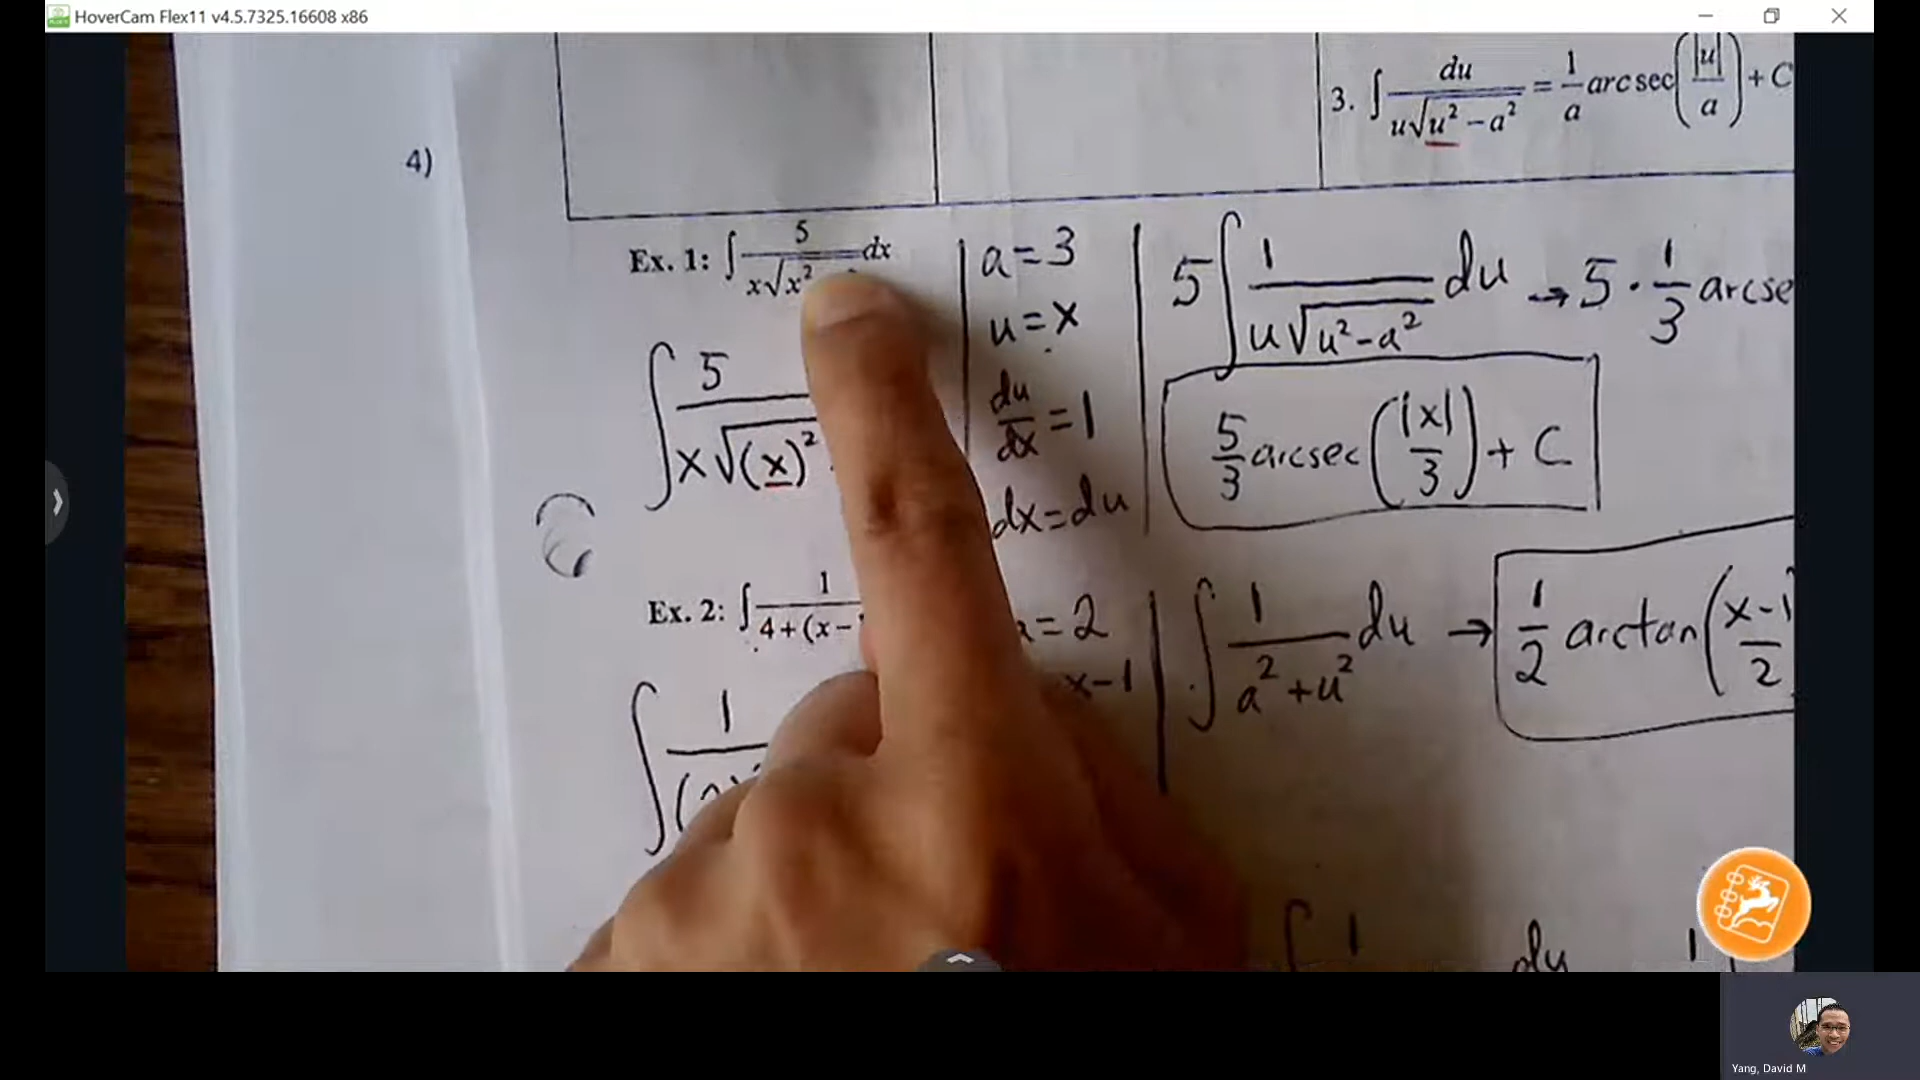 HoverCam Flex11 v4.5.7325.16608 x86
3. ∫ du / (u√(u² − a²)) = 1/a arcsec(|u|/a) + C
4)
Ex. 1: ∫ 5 / (x√x² dx
a = 3
5 ∫ 1 / (u√(u² − a²)) du → 5 · 1/3 arcse
u = x
∫ 5 / (x√(x)²
du/dx = 1
5/3 arcsec(|x|/3) + C
dx = du
Ex. 2: ∫ 1 / (4 + (x −
= 2
∫ 1 / (a² + u²) du → 1/2 arctan(x − 1 / 2
x − 1
∫ 1 / (
∫ 1 du 1
Yang, David M